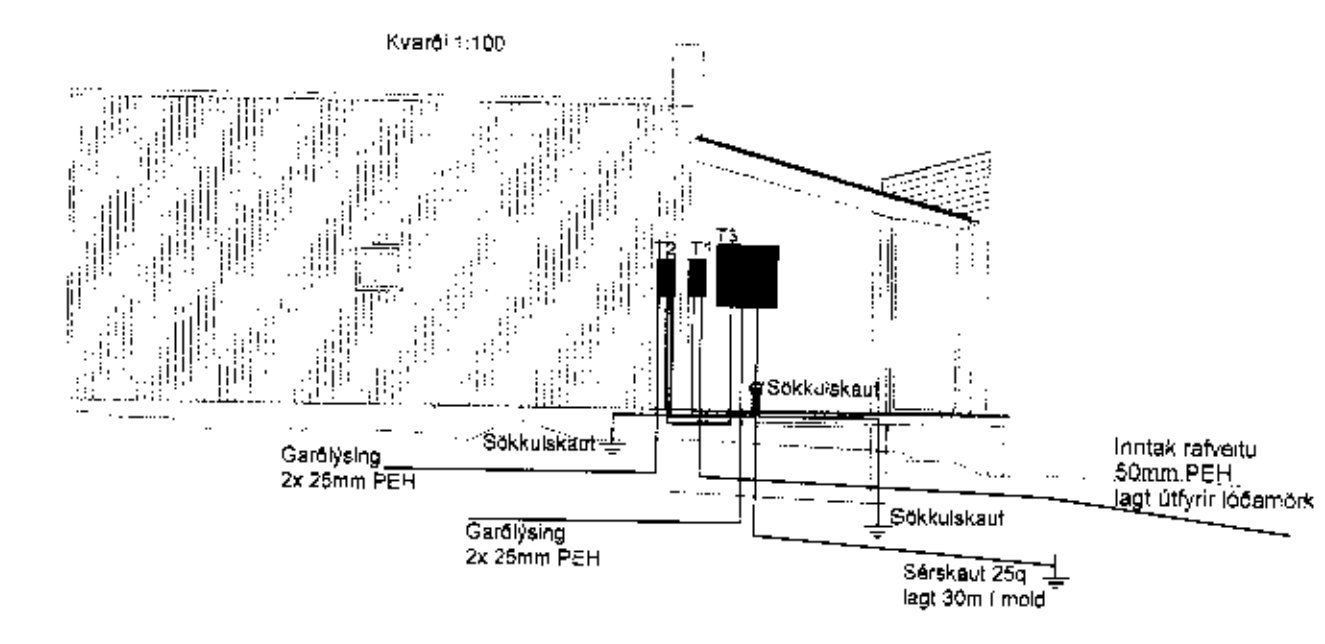 Kvarði 1:100
T2 T1 T3
Sökkulskaut
Sökkulskaut
Garðlýsing
2x 25mm PEH
Inntak rafveitu
50mm PEH
lagt útfyrir lóðamörk
Sökkulskaut
Garðlýsing
2x 25mm PEH
Sérskaut 25q
lagt 30m í mold